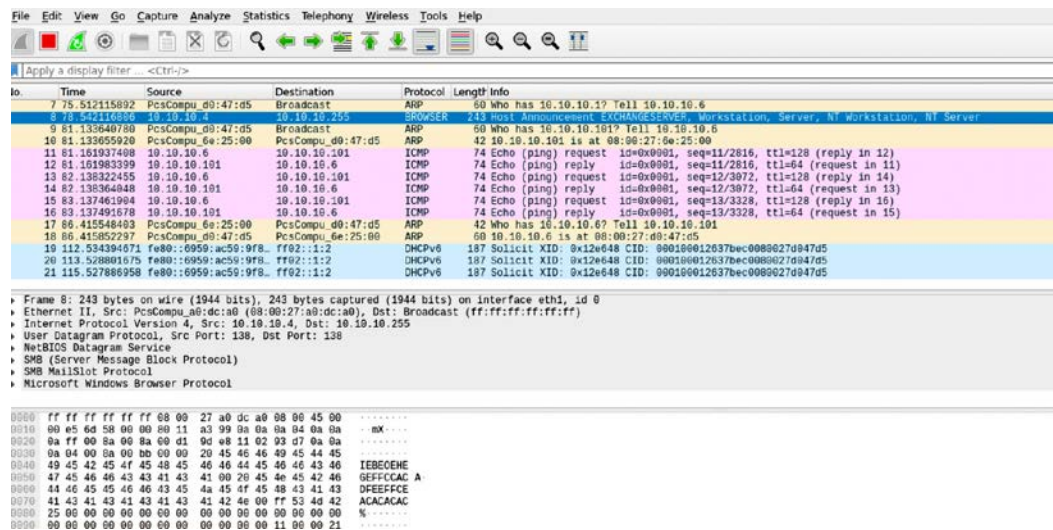 File Edit View Go Capture Analyze Statistics Telephony Wireless Tools Help
Apply a display filter ... <Ctrl-/>
lo. Time Source Destination Protocol Length Info
7 75.512115892 PcsCompu_d0:47:d5 Broadcast ARP 60 Who has 10.10.10.1? Tell 10.10.10.6
8 78.542116806 10.10.10.4 10.10.10.255 BROWSER 243 Host Announcement EXCHANGESERVER, Workstation, Server, NT Workstation, NT Server
9 81.133640780 PcsCompu_d0:47:d5 Broadcast ARP 60 Who has 10.10.10.101? Tell 10.10.10.6
10 81.133655920 PcsCompu_6e:25:00 PcsCompu_d0:47:d5 ARP 42 10.10.10.101 is at 08:00:27:6e:25:00
11 81.161937408 10.10.10.6 10.10.10.101 ICMP 74 Echo (ping) request id=0x0001, seq=11/2816, ttl=128 (reply in 12)
12 81.161983399 10.10.10.101 10.10.10.6 ICMP 74 Echo (ping) reply id=0x0001, seq=11/2816, ttl=64 (request in 11)
13 82.138322455 10.10.10.6 10.10.10.101 ICMP 74 Echo (ping) request id=0x0001, seq=12/3072, ttl=128 (reply in 14)
14 82.138364048 10.10.10.101 10.10.10.6 ICMP 74 Echo (ping) reply id=0x0001, seq=12/3072, ttl=64 (request in 13)
15 83.137461904 10.10.10.6 10.10.10.101 ICMP 74 Echo (ping) request id=0x0001, seq=13/3328, ttl=128 (reply in 16)
16 83.137491678 10.10.10.101 10.10.10.6 ICMP 74 Echo (ping) reply id=0x0001, seq=13/3328, ttl=64 (request in 15)
17 86.415548403 PcsCompu_6e:25:00 PcsCompu_d0:47:d5 ARP 42 Who has 10.10.10.6? Tell 10.10.10.101
18 86.415852297 PcsCompu_d0:47:d5 PcsCompu_6e:25:00 ARP 60 10.10.10.6 is at 08:00:27:d0:47:d5
19 112.534394671 fe80::6959:ac59:9f8… ff02::1:2 DHCPv6 187 Solicit XID: 0x12e648 CID: 000100012637bec0080027d047d5
20 113.528801675 fe80::6959:ac59:9f8… ff02::1:2 DHCPv6 187 Solicit XID: 0x12e648 CID: 000100012637bec0080027d047d5
21 115.527886958 fe80::6959:ac59:9f8… ff02::1:2 DHCPv6 187 Solicit XID: 0x12e648 CID: 000100012637bec0080027d047d5
Frame 8: 243 bytes on wire (1944 bits), 243 bytes captured (1944 bits) on interface eth1, id 0
Ethernet II, Src: PcsCompu_a0:dc:a0 (08:00:27:a0:dc:a0), Dst: Broadcast (ff:ff:ff:ff:ff:ff)
Internet Protocol Version 4, Src: 10.10.10.4, Dst: 10.10.10.255
User Datagram Protocol, Src Port: 138, Dst Port: 138
NetBIOS Datagram Service
SMB (Server Message Block Protocol)
SMB MailSlot Protocol
Microsoft Windows Browser Protocol
0000 ff ff ff ff ff ff 08 00 27 a0 dc a0 08 00 45 00 ········
0010 00 e5 6d 58 00 00 80 11 a3 99 0a 0a 0a 04 0a 0a ··mX····
0020 0a ff 00 8a 00 8a 00 d1 9d e8 11 02 93 d7 0a 0a ········
0030 0a 04 00 8a 00 bb 00 00 20 45 46 46 49 45 44 45 ········
0040 49 45 42 45 4f 45 48 45 46 46 44 45 46 46 43 46 IEBEOEHE
0050 47 45 46 46 43 43 41 43 41 00 20 45 4e 45 42 46 GEFFCCAC A·
0060 44 46 45 45 46 46 43 45 4a 45 4f 45 48 43 41 43 DFEEFFCE
0070 41 43 41 43 41 43 41 43 41 42 4e 00 ff 53 4d 42 ACACACAC
0080 25 00 00 00 00 00 00 00 00 00 00 00 00 00 00 00 %·······
0090 00 00 00 00 00 00 00 00 00 00 00 00 11 00 00 21 ········